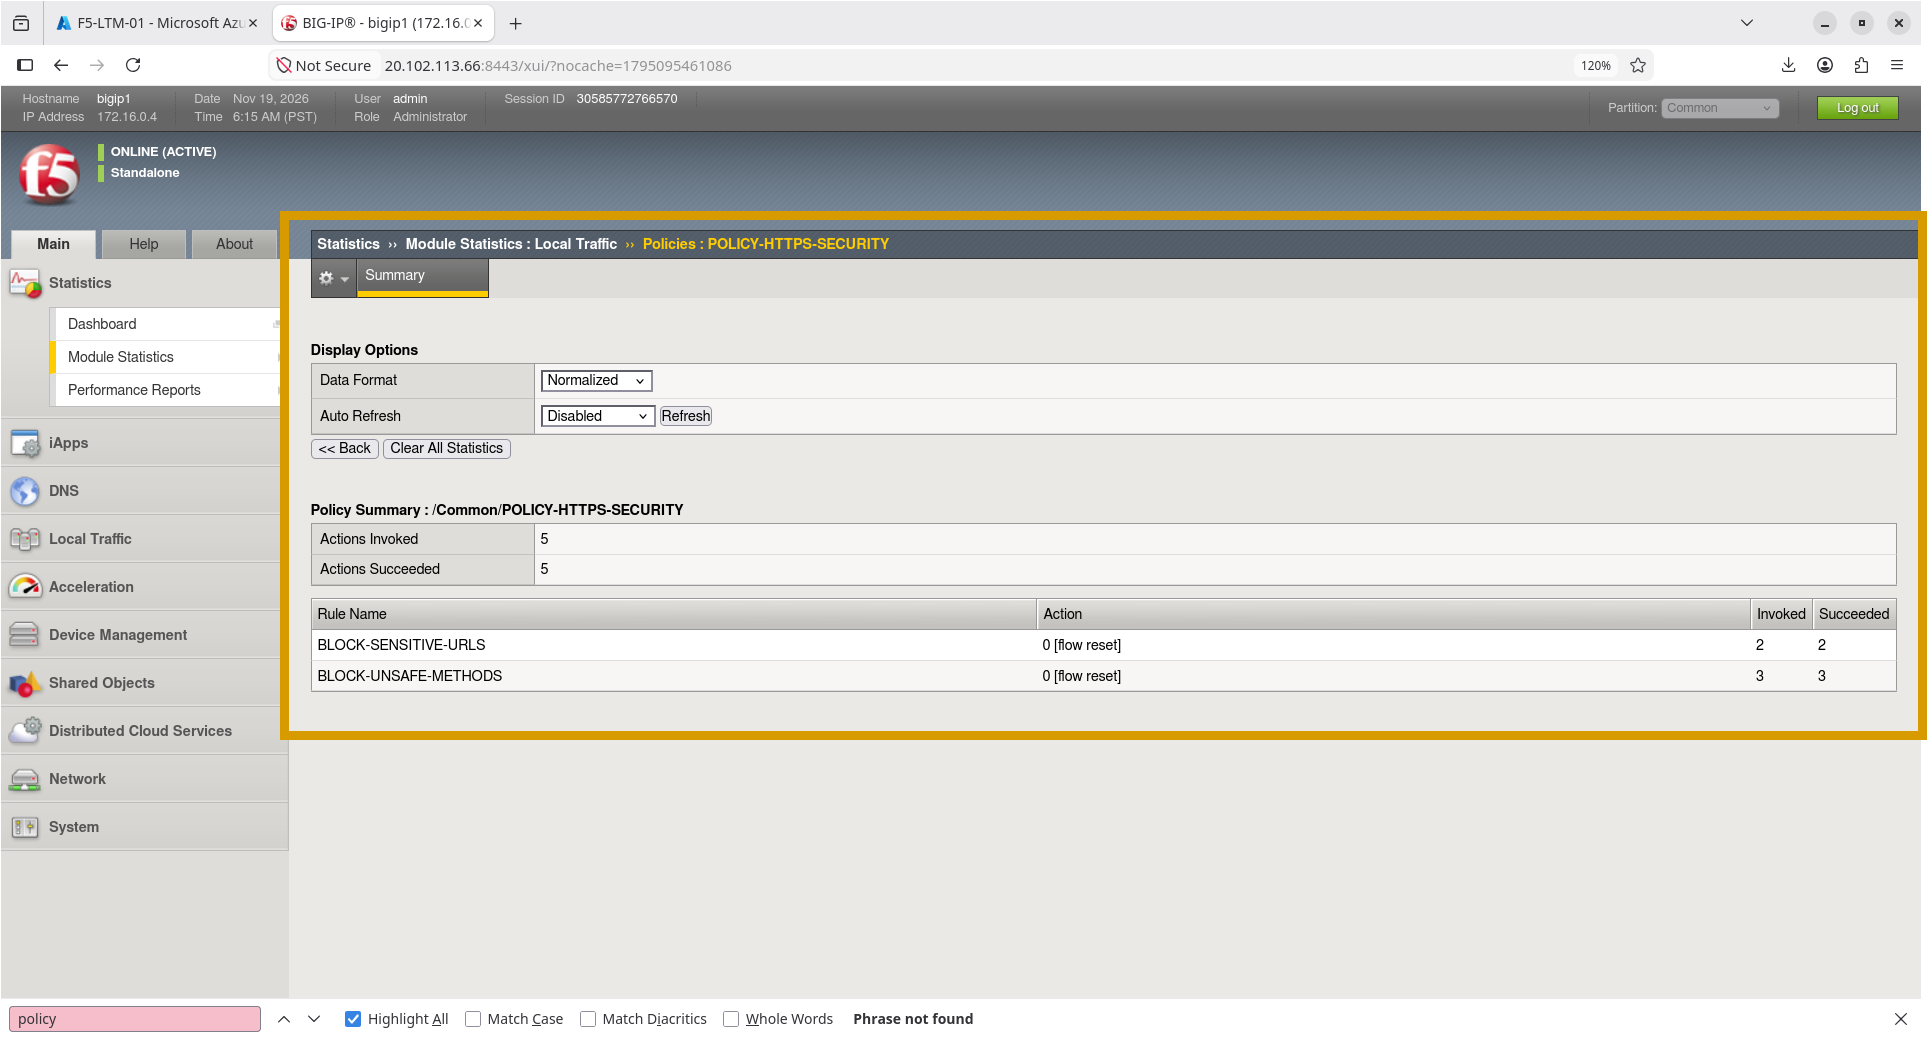 F5-LTM-01 - Microsoft Azu
BIG-IP® - bigip1 (172.16.0
Not Secure 20.102.113.66:8443/xui/?nocache=1795095461086 120%
Hostname bigip1 Date Nov 19, 2026 User admin Session ID 30585772766570
IP Address 172.16.0.4 Time 6:15 AM (PST) Role Administrator
Partition: Common Log out
f5
ONLINE (ACTIVE)
Standalone
Main Help About
Statistics
Dashboard
Module Statistics
Performance Reports
iApps
DNS
Local Traffic
Acceleration
Device Management
Shared Objects
Distributed Cloud Services
Network
System
Statistics ›› Module Statistics : Local Traffic ›› Policies : POLICY-HTTPS-SECURITY
Summary
Display Options
Data Format Normalized
Auto Refresh Disabled Refresh
<< Back Clear All Statistics
Policy Summary : /Common/POLICY-HTTPS-SECURITY
Actions Invoked 5
Actions Succeeded 5
Rule Name Action Invoked Succeeded
BLOCK-SENSITIVE-URLS 0 [flow reset] 2 2
BLOCK-UNSAFE-METHODS 0 [flow reset] 3 3
policy Highlight All Match Case Match Diacritics Whole Words Phrase not found